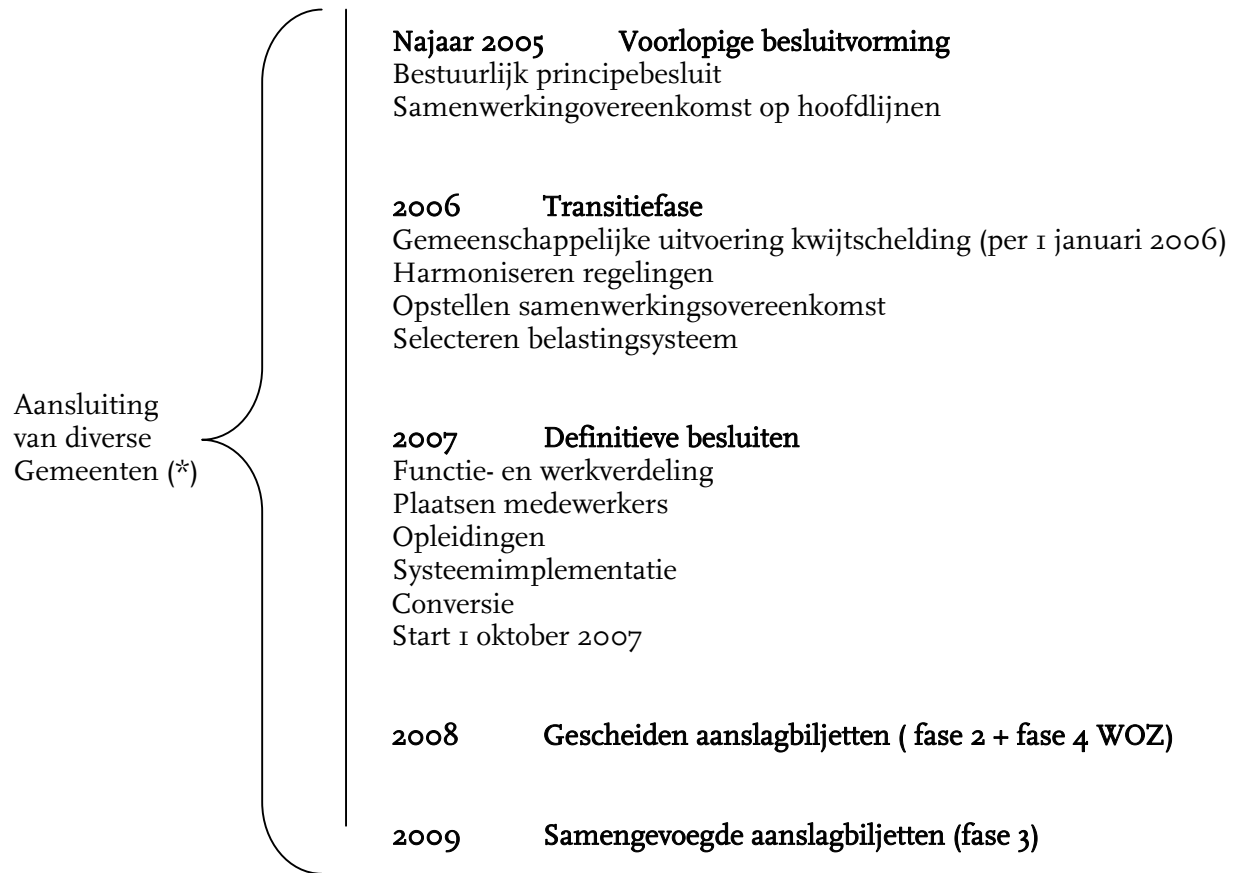 Najaar 2005 Voorlopige besluitvorming
Bestuurlijk principebesluit
Samenwerkingovereenkomst op hoofdlijnen
2006 Transitiefase
Gemeenschappelijke uitvoering kwijtschelding (per 1 januari 2006)
Harmoniseren regelingen
Opstellen samenwerkingsovereenkomst
Selecteren belastingsysteem
Aansluiting
van diverse
Gemeenten (*)
2007 Definitieve besluiten
Functie- en werkverdeling
Plaatsen medewerkers
Opleidingen
Systeemimplementatie
Conversie
Start 1 oktober 2007
2008 Gescheiden aanslagbiljetten ( fase 2 + fase 4 WOZ)
2009 Samengevoegde aanslagbiljetten (fase 3)